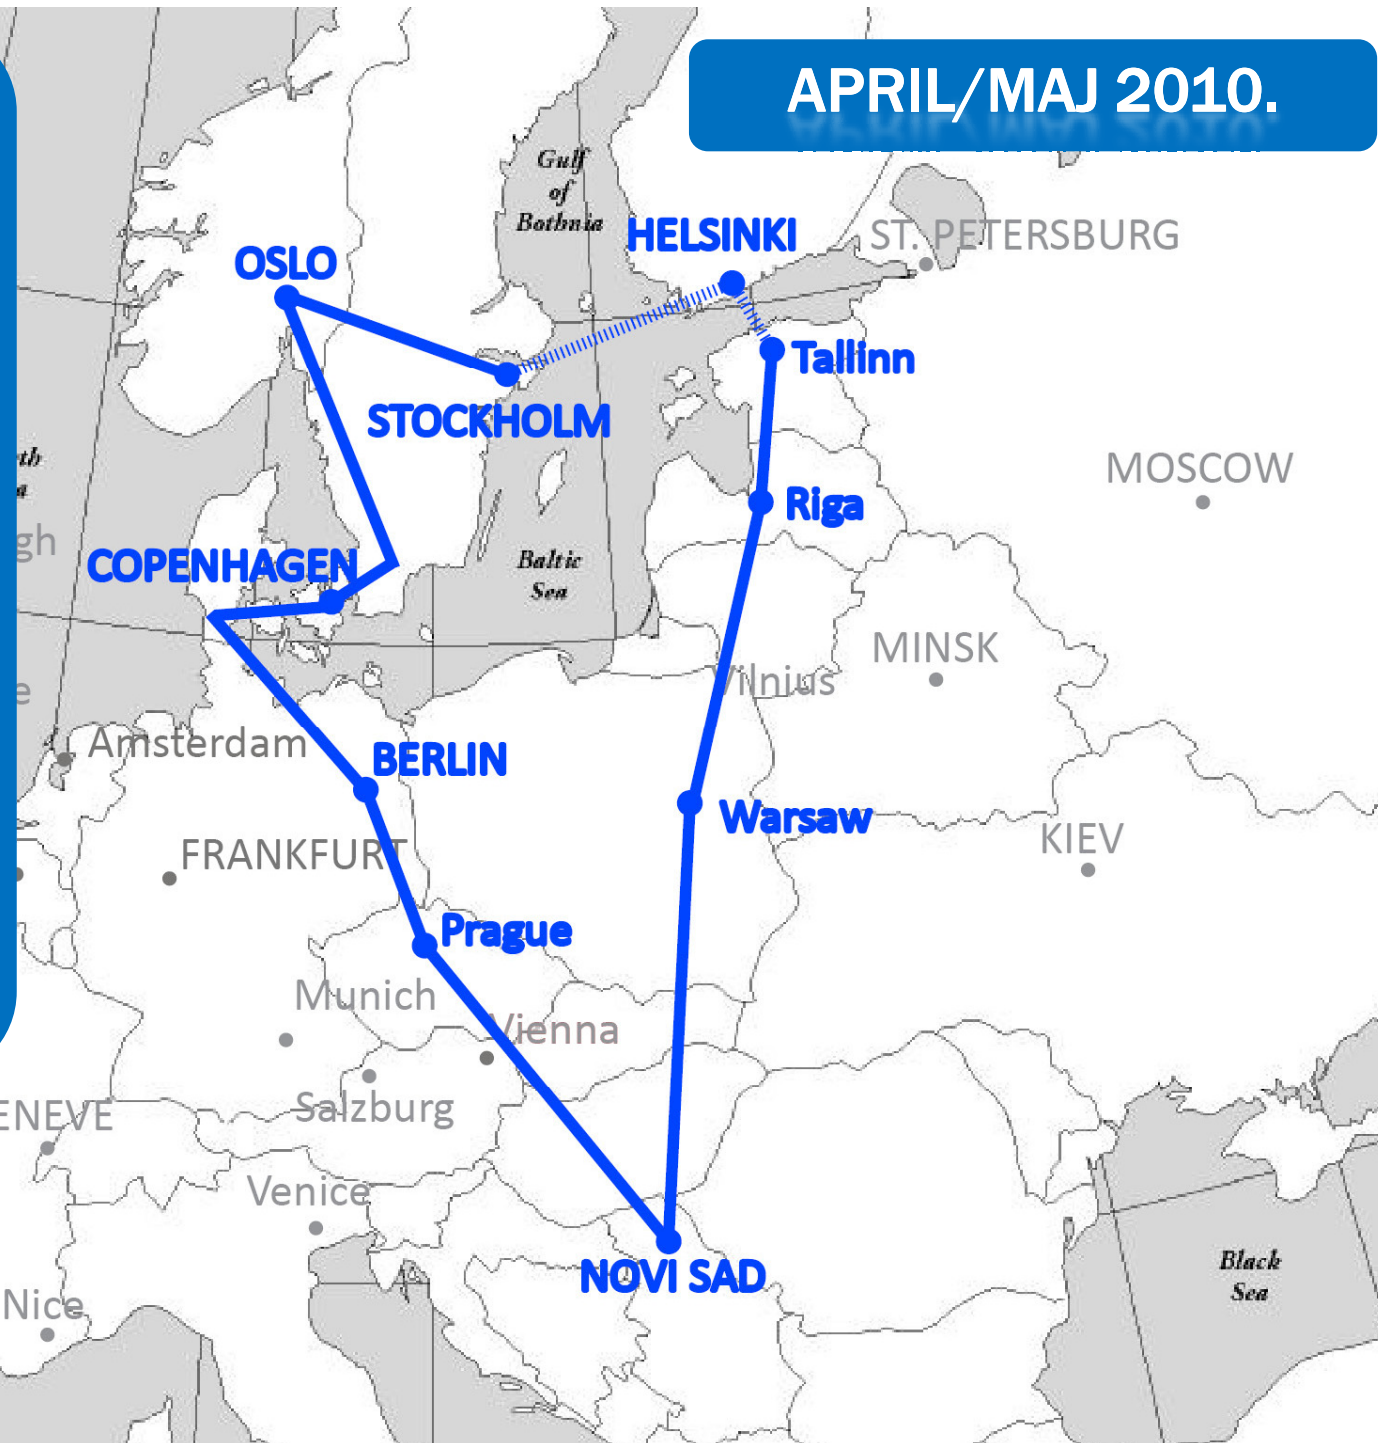 APRIL/MAJ 2010.
Gulf
of
Bothnia
HELSINKI
ST. PETERSBURG
OSLO
Tallinn
STOCKHOLM
MOSCOW
Riga
COPENHAGEN
Baltic
Sea
MINSK
Vilnius
Amsterdam
BERLIN
Warsaw
KIEV
FRANKFURT
Prague
Munich
Vienna
Salzburg
Venice
NOVI SAD
Black
Sea
Nice